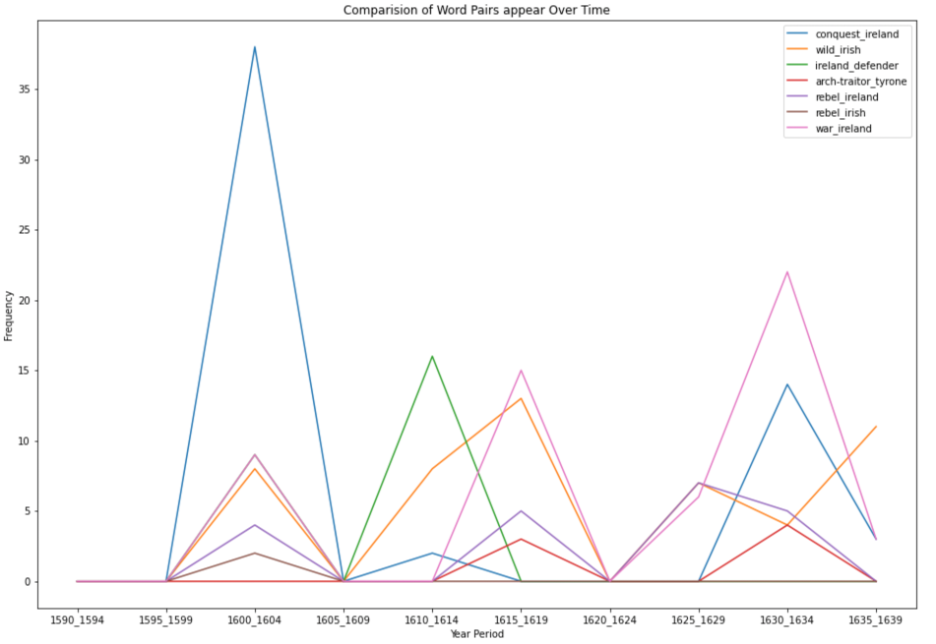 Comparision of Word Pairs appear Over Time
conquest_ireland
wild_irish
ireland_defender
arch-traitor_tyrone
rebel_ireland
rebel_irish
war_ireland
35
30
25
20
15
10
5
0
Frequency
1590_1594 1595_1599 1600_1604 1605_1609 1610_1614 1615_1619 1620_1624 1625_1629 1630_1634 1635_1639
Year Period